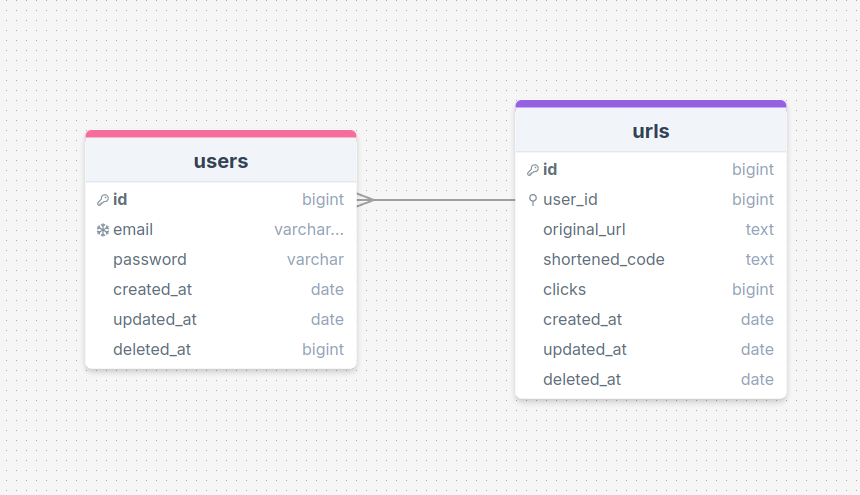 users
id bigint
email varchar...
password varchar
created_at date
updated_at date
deleted_at bigint
urls
id bigint
user_id bigint
original_url text
shortened_code text
clicks bigint
created_at date
updated_at date
deleted_at date